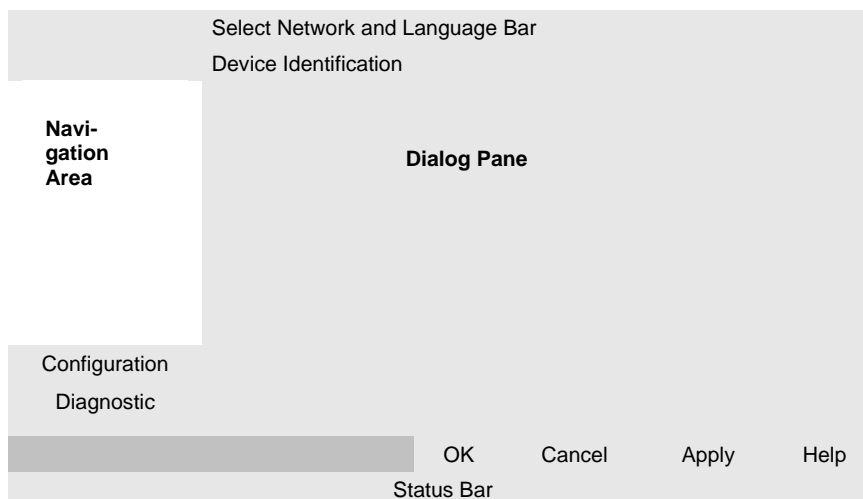 Select Network and Language Bar
Device Identification
Navi-
gation
Area
Dialog Pane
Configuration
Diagnostic
OK Cancel Apply Help
Status Bar